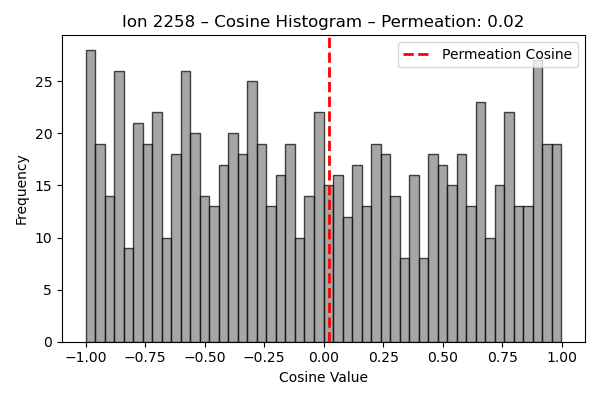 Ion 2258 – Cosine Histogram – Permeation: 0.02
Permeation Cosine
Frequency
25
20
15
10
5
0
−1.00 −0.75 −0.50 −0.25 0.00 0.25 0.50 0.75 1.00
Cosine Value